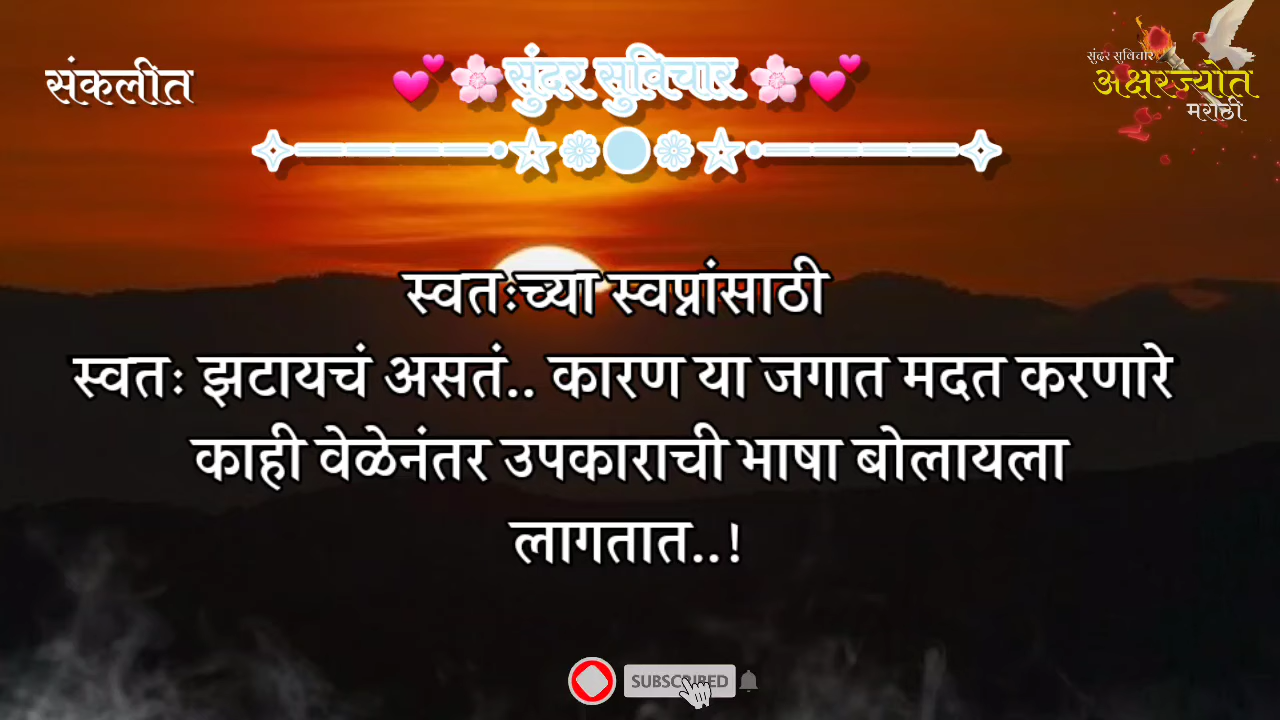 संकलीत
💕🌸सुंदर सुविचार🌸💕
सुंदर सुविचार
अक्षरज्योत
मराठी
स्वतःच्या स्वप्नांसाठी
स्वतः झटायचं असतं.. कारण या जगात मदत करणारे
काही वेळेनंतर उपकाराची भाषा बोलायला
लागतात..!
SUBSCRIBED